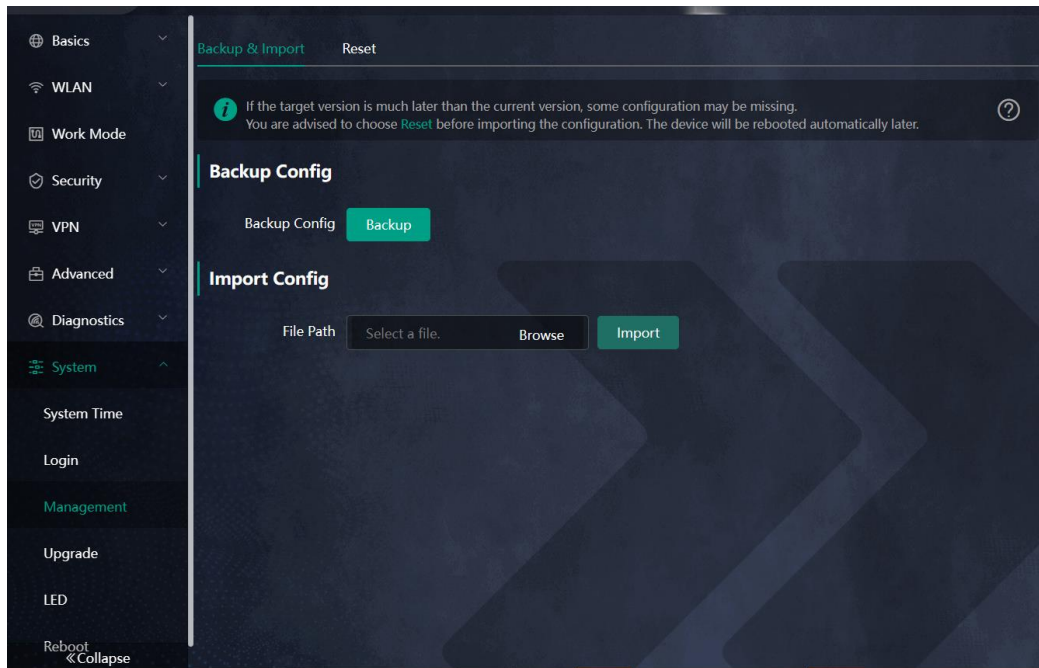 Basics
WLAN
Work Mode
Security
VPN
VPN
Advanced
Diagnostics
System
System Time
Login
Management
Upgrade
LED
Reboot
«Collapse
Backup & Import Reset
i
If the target version is much later than the current version, some configuration may be missing.
You are advised to choose Reset before importing the configuration. The device will be rebooted automatically later.
?
Backup Config
Backup Config Backup
Import Config
File Path Select a file. Browse Import